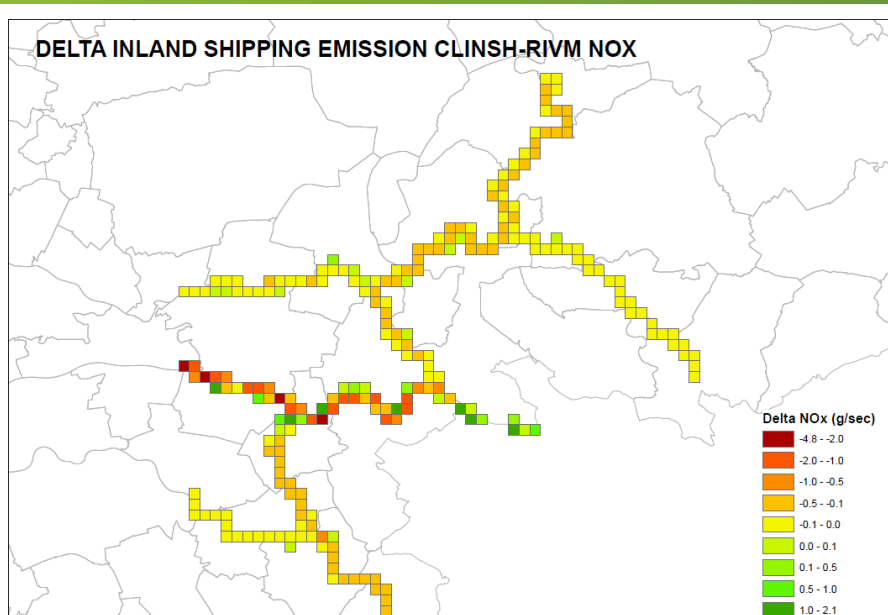 DELTA INLAND SHIPPING EMISSION CLINSH-RIVM NOX
Delta NOx (g/sec)
-4.8 - -2.0
-2.0 - -1.0
-1.0 - -0.5
-0.5 - -0.1
-0.1 - 0.0
0.0 - 0.1
0.1 - 0.5
0.5 - 1.0
1.0 - 2.1